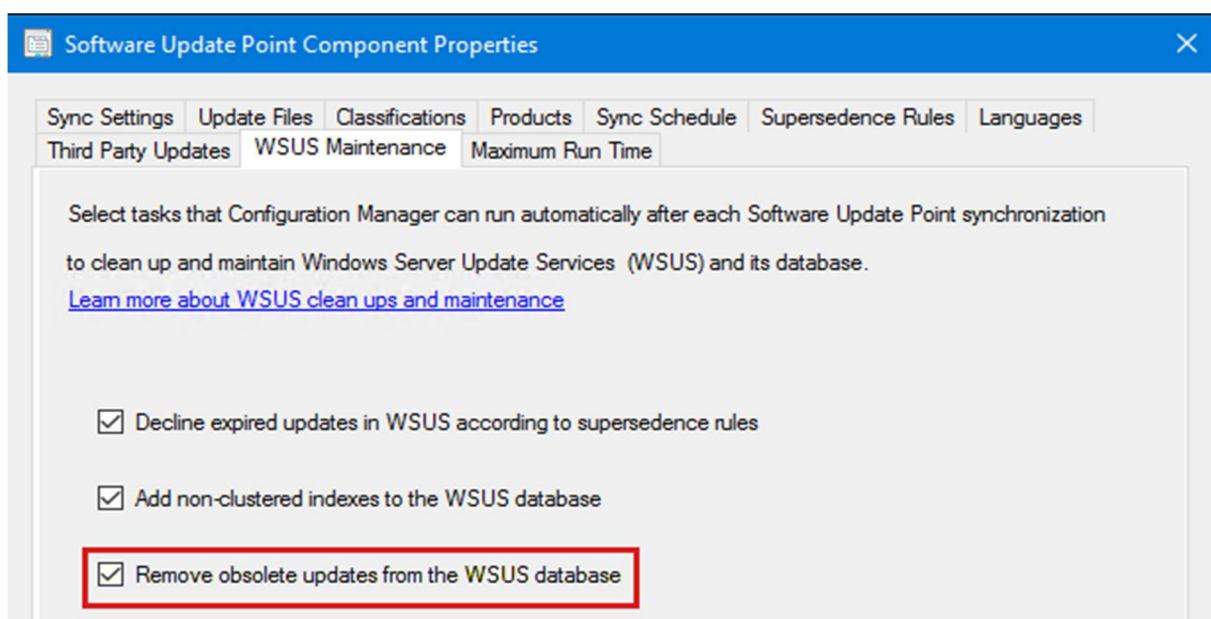 Software Update Point Component Properties
Sync Settings Update Files Classifications Products Sync Schedule Supersedence Rules Languages
Third Party Updates WSUS Maintenance Maximum Run Time
Select tasks that Configuration Manager can run automatically after each Software Update Point synchronization
to clean up and maintain Windows Server Update Services (WSUS) and its database.
Learn more about WSUS clean ups and maintenance
Decline expired updates in WSUS according to supersedence rules
Add non-clustered indexes to the WSUS database
Remove obsolete updates from the WSUS database